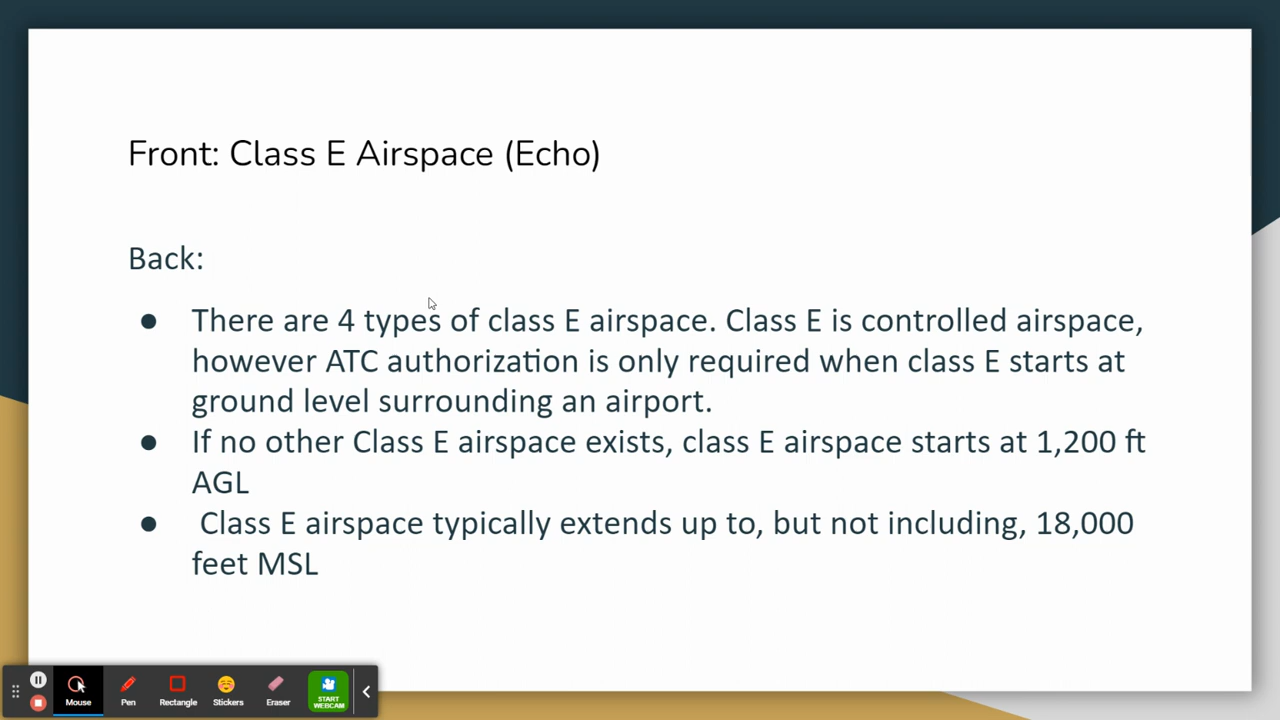 Front: Class E Airspace (Echo)
Back:
● There are 4 types of class E airspace. Class E is controlled airspace,
however ATC authorization is only required when class E starts at
ground level surrounding an airport.
● If no other Class E airspace exists, class E airspace starts at 1,200 ft
AGL
● Class E airspace typically extends up to, but not including, 18,000
feet MSL
Mouse Pen Rectangle Stickers Eraser START
WEBCAM